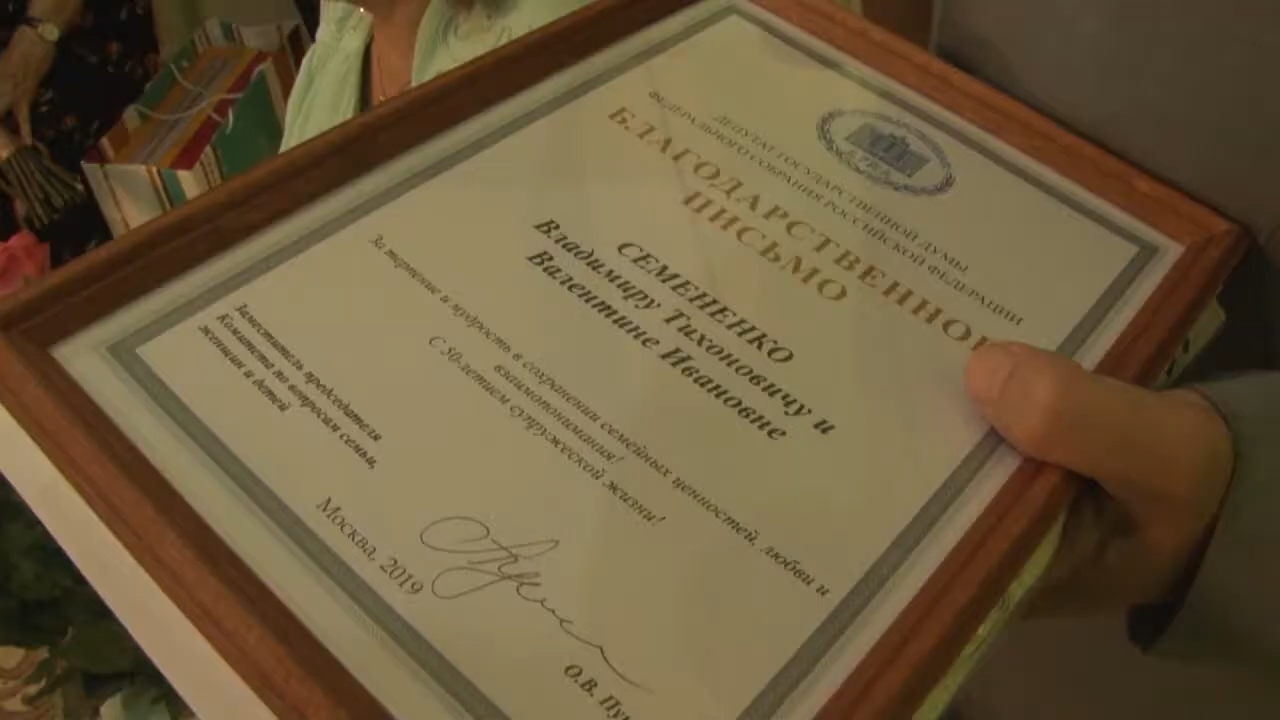 ДЕПУТАТ ГОСУДАРСТВЕННОЙ ДУМЫ
ФЕДЕРАЛЬНОГО СОБРАНИЯ РОССИЙСКОЙ ФЕДЕРАЦИИ
БЛАГОДАРСТВЕННОЕ
ПИСЬМО
СЕМЕНЕНКО
Владимиру Тихоновичу и
Валентине Ивановне
За терпение и мудрость в сохранении семейных ценностей, любви и
взаимопонимания!
С 50-летием супружеской жизни!
Заместитель председателя
Комитета по вопросам семьи,
женщин и детей
О.В. Пу
Москва, 2019